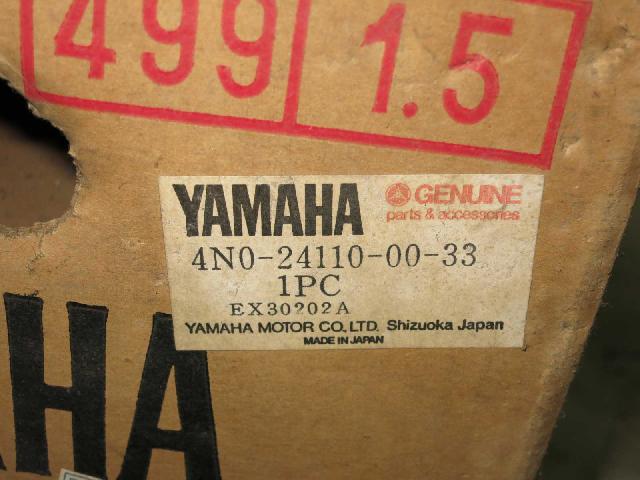 499 1.5
YAMAHA GENUINE
parts & accessories
4N0-24110-00-33
1PC
EX30202A
YAMAHA MOTOR CO., LTD. Shizuoka Japan
MADE IN JAPAN
AHA